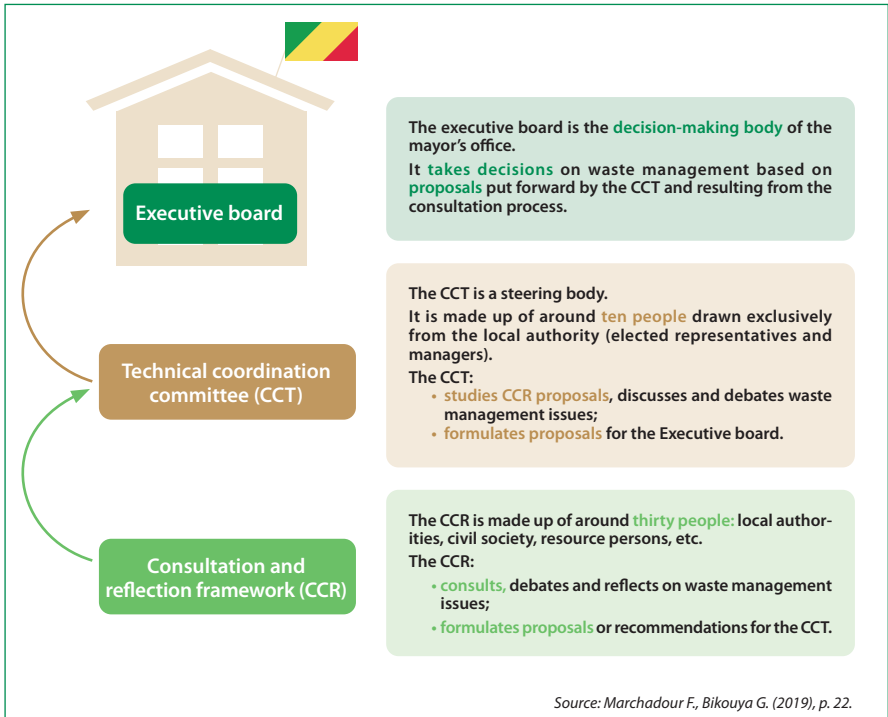 The executive board is the decision-making body of the
mayor's office.
It takes decisions on waste management based on
proposals put forward by the CCT and resulting from the
consultation process.
Executive board
The CCT is a steering body.
It is made up of around ten people drawn exclusively
from the local authority (elected representatives and
managers).
The CCT:
• studies CCR proposals, discusses and debates waste
management issues;
• formulates proposals for the Executive board.
Technical coordination
committee (CCT)
The CCR is made up of around thirty people: local author-
ities, civil society, resource persons, etc.
The CCR:
• consults, debates and reflects on waste management
issues;
• formulates proposals or recommendations for the CCT.
Consultation and
reflection framework (CCR)
Source: Marchadour F., Bikouya G. (2019), p. 22.